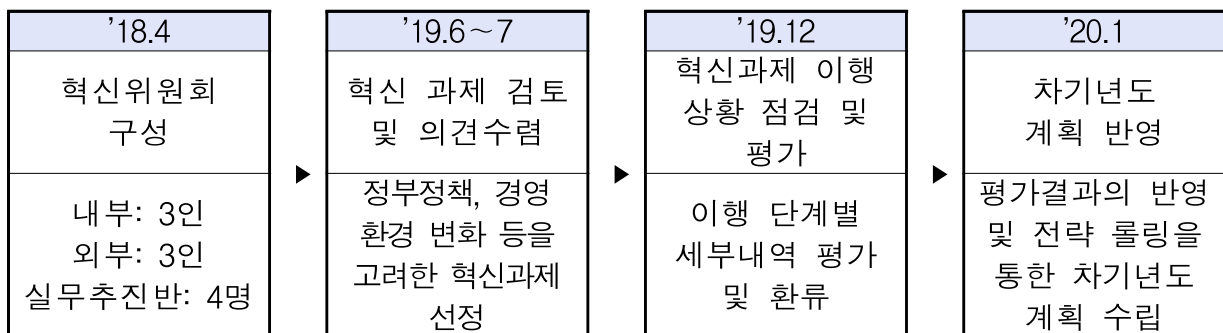 '18.4
혁신위원회
구성
내부: 3인
외부: 3인
실무추진반: 4명
▶
'19.6~7
혁신 과제 검토
및 의견수렴
정부정책, 경영
환경 변화 등을
고려한 혁신과제
선정
▶
'19.12
혁신과제 이행
상황 점검 및
평가
이행 단계별
세부내역 평가
및 환류
▶
'20.1
차기년도
계획 반영
평가결과의 반영
및 전략 롤링을
통한 차기년도
계획 수립